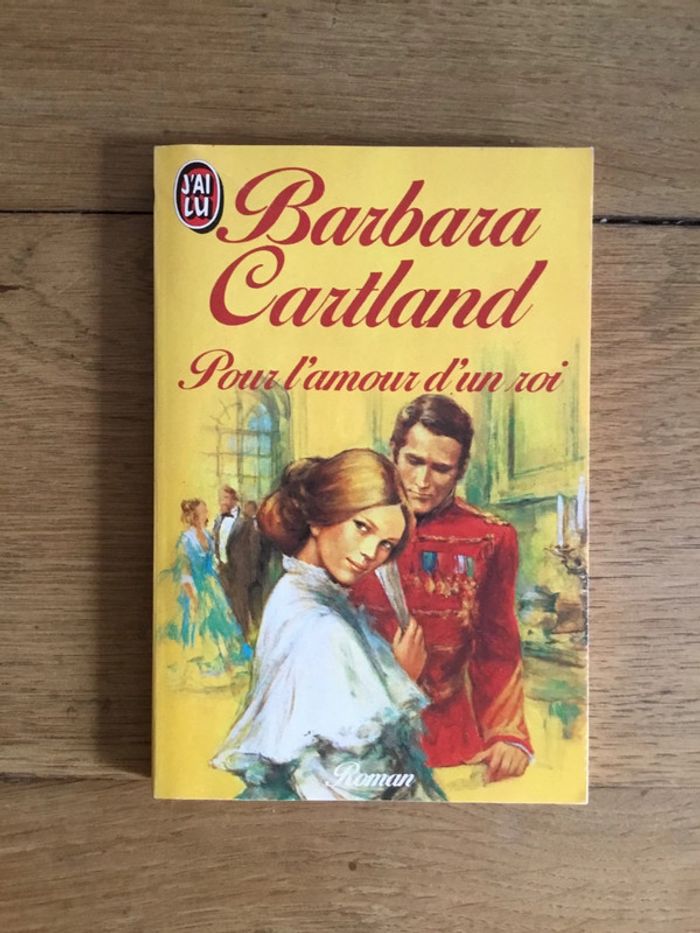 J'AI
LU
Barbara
Cartland
Pour l'amour d'un roi
Roman